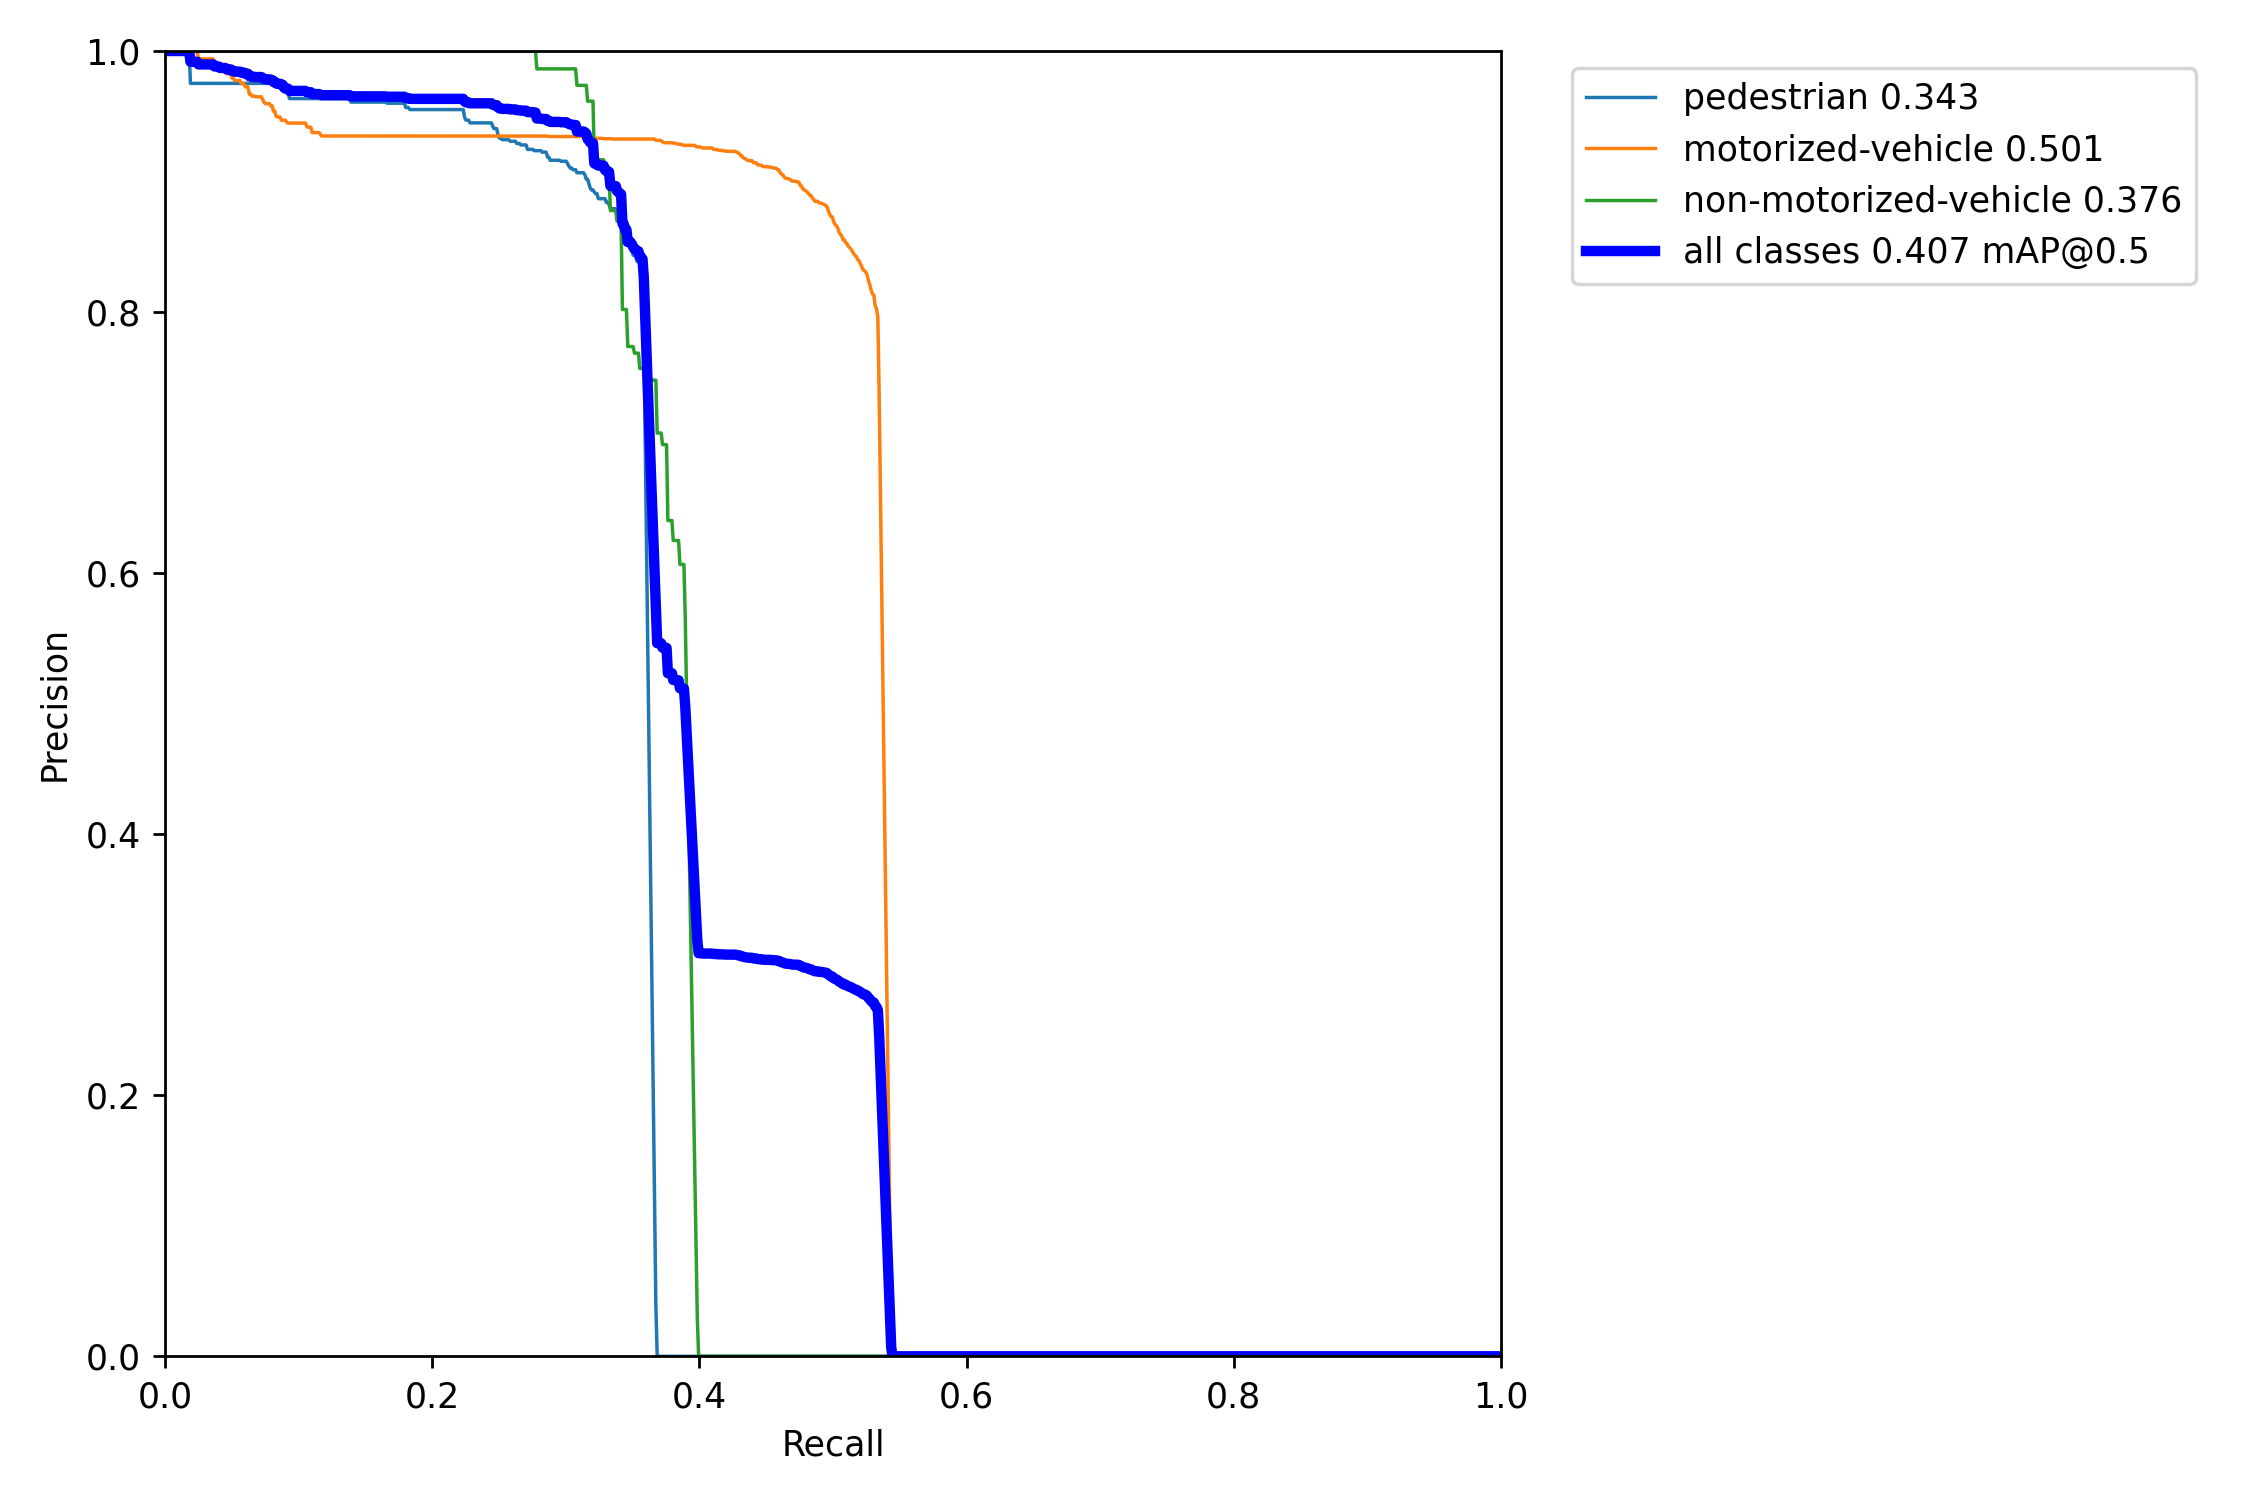 pedestrian 0.343
motorized-vehicle 0.501
non-motorized-vehicle 0.376
all classes 0.407 mAP@0.5
1.0
0.8
0.6
0.4
0.2
0.0
Precision
0.0 0.2 0.4 0.6 0.8 1.0
Recall